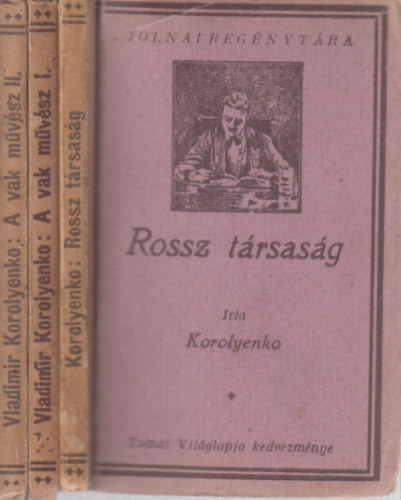 Vladimir Korolyenko: A vak művész II.
Vladimir Korolyenko: A vak művész I.
Korolyenko: Rossz társaság
TOLNAI REGÉNYTÁRA
Rossz társaság
Irta
Korolyenko
Tolnai Világlapja kedvezménye